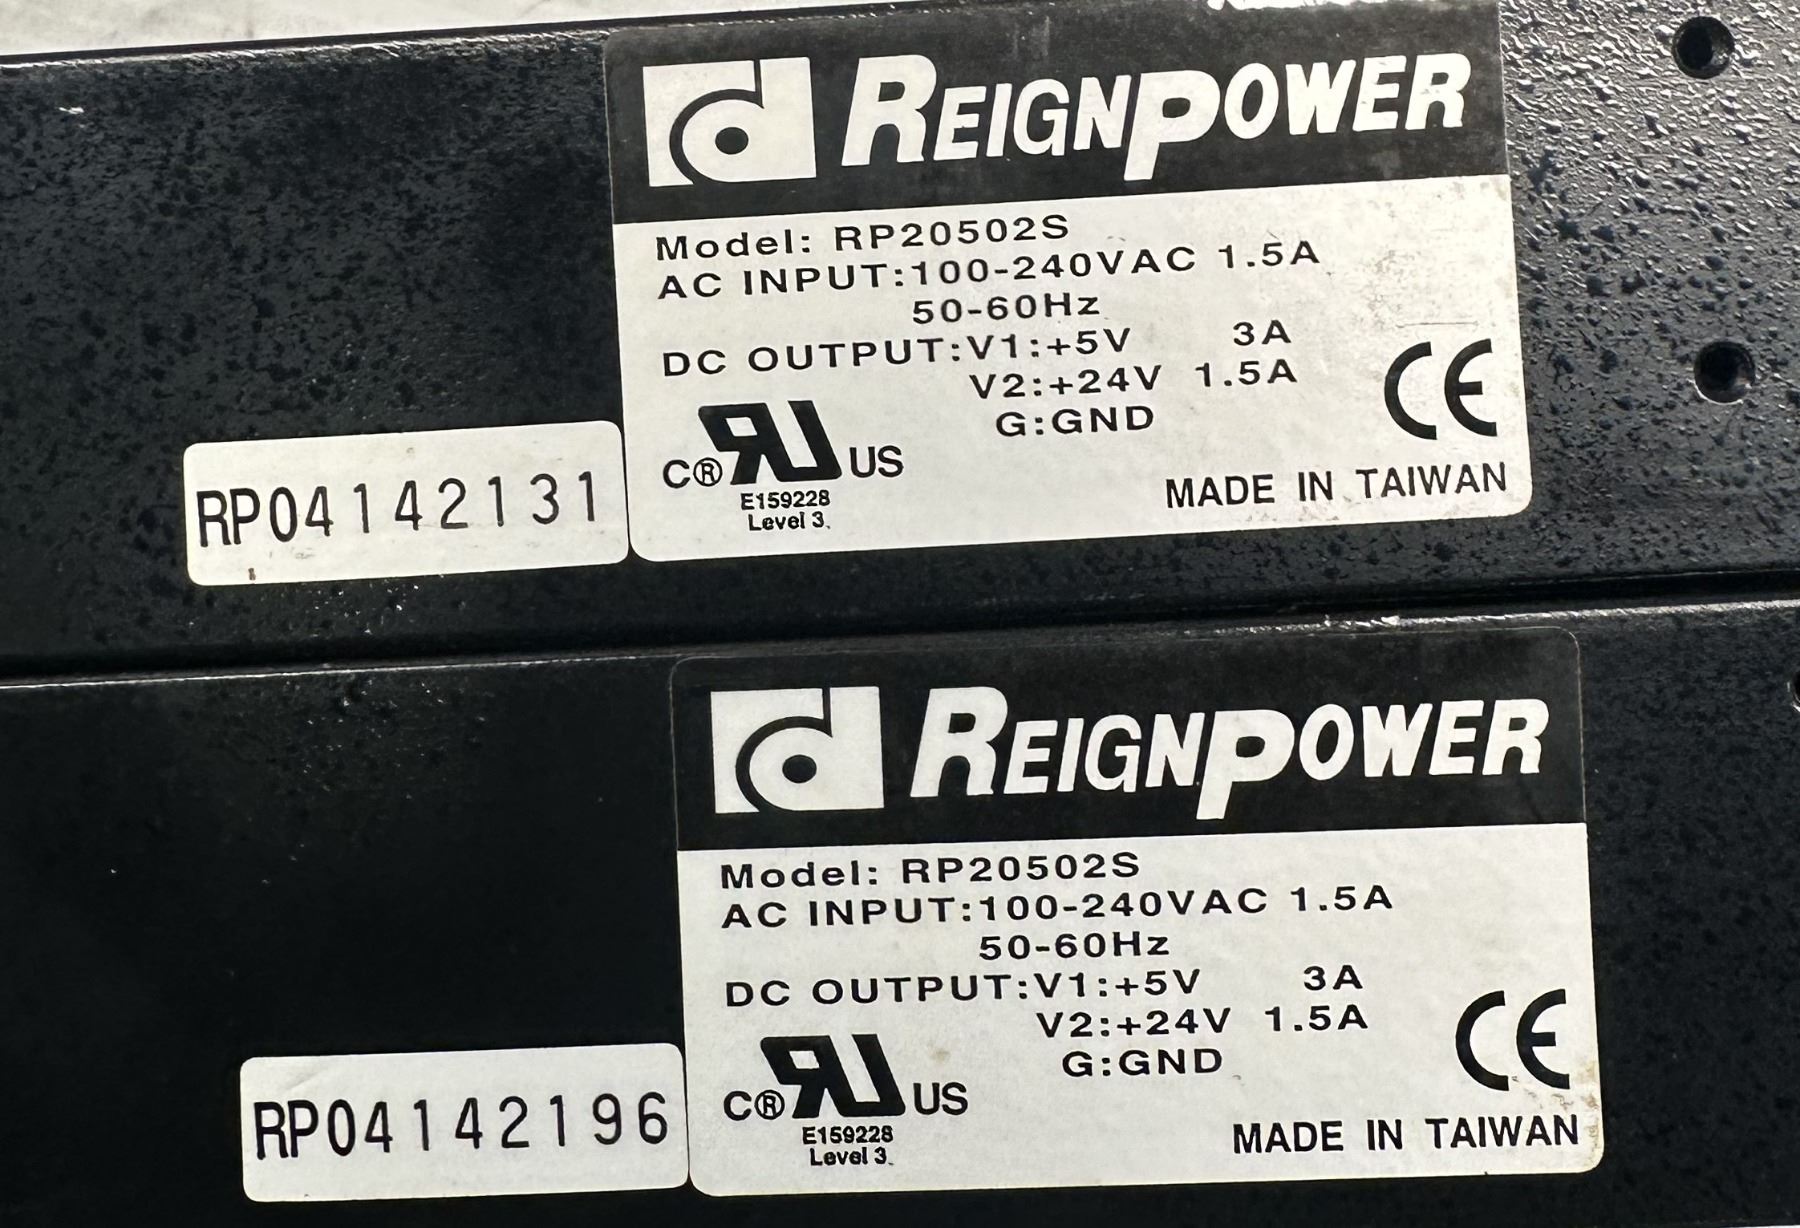 REIGNPOWER
Model: RP20502S
AC INPUT:100-240VAC 1.5A
50-60Hz
DC OUTPUT:V1:+5V 3A
V2:+24V 1.5A
G:GND
C® RU US
E159228
Level 3.
CE
MADE IN TAIWAN
RP04142131
REIGNPOWER
Model: RP20502S
AC INPUT:100-240VAC 1.5A
50-60Hz
DC OUTPUT:V1:+5V 3A
V2:+24V 1.5A
G:GND
C® RU US
E159228
Level 3.
CE
MADE IN TAIWAN
RP04142196